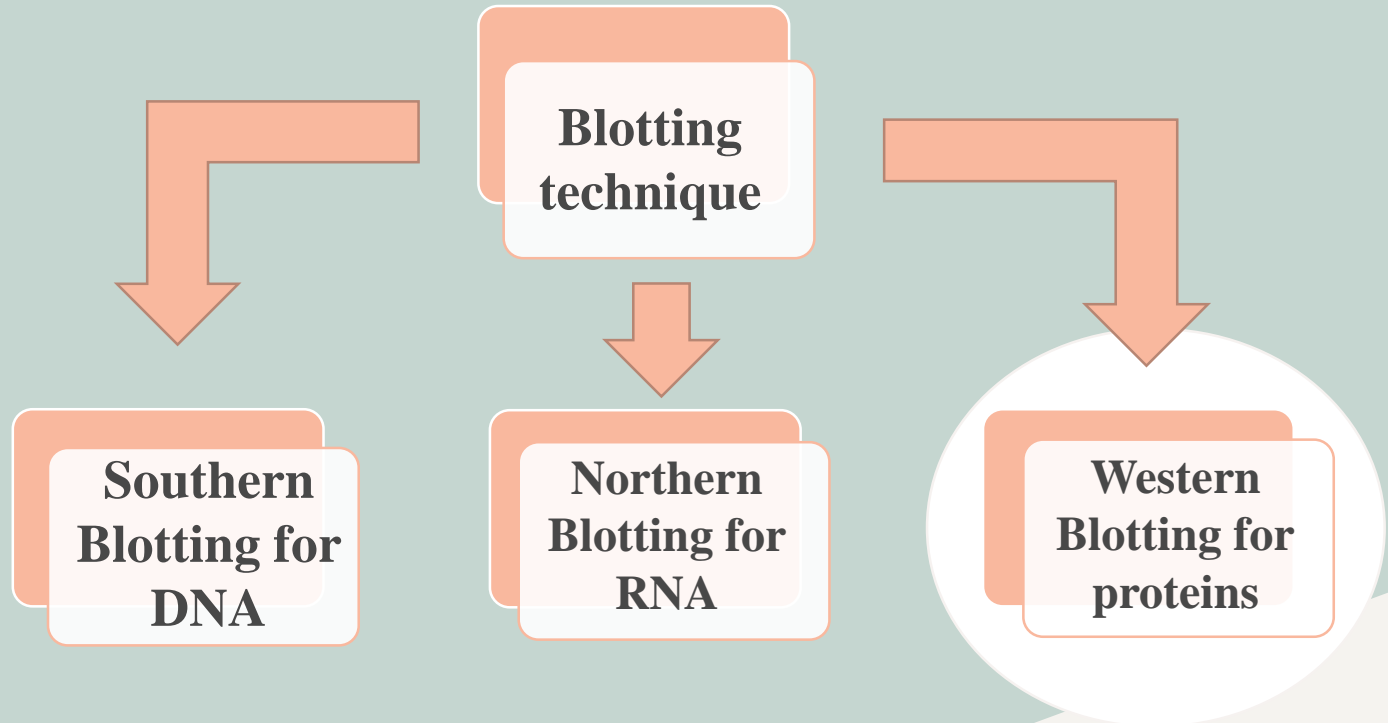 Blotting
technique
Southern
Blotting for
DNA
Northern
Blotting for
RNA
Western
Blotting for
proteins